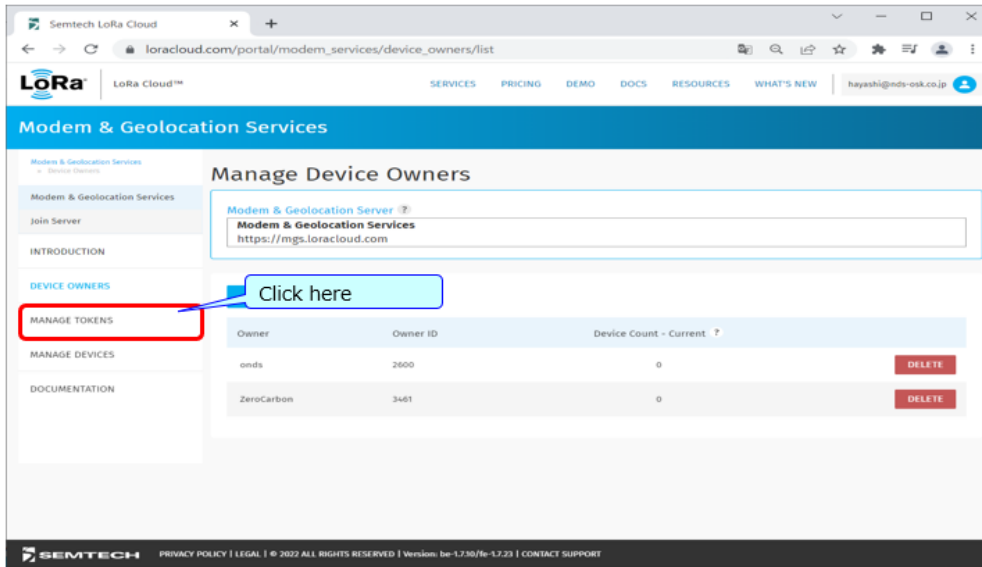 Semtech LoRa Cloud
loracloud.com/portal/modem_services/device_owners/list
LoRa LoRa Cloud™ SERVICES PRICING DEMO DOCS RESOURCES WHAT'S NEW hayashi@nds-osk.co.jp
Modem & Geolocation Services
Modem & Geolocation Services
» Device Owners
Modem & Geolocation Services
Join Server
INTRODUCTION
DEVICE OWNERS
MANAGE TOKENS
MANAGE DEVICES
DOCUMENTATION
Manage Device Owners
Modem & Geolocation Server ?
Modem & Geolocation Services
https://mgs.loracloud.com
Click here
Owner Owner ID Device Count - Current ?
onds 2600 0 DELETE
ZeroCarbon 3461 0 DELETE
SEMTECH PRIVACY POLICY | LEGAL | © 2022 ALL RIGHTS RESERVED | Version: be-1.7.10/fe-1.7.23 | CONTACT SUPPORT